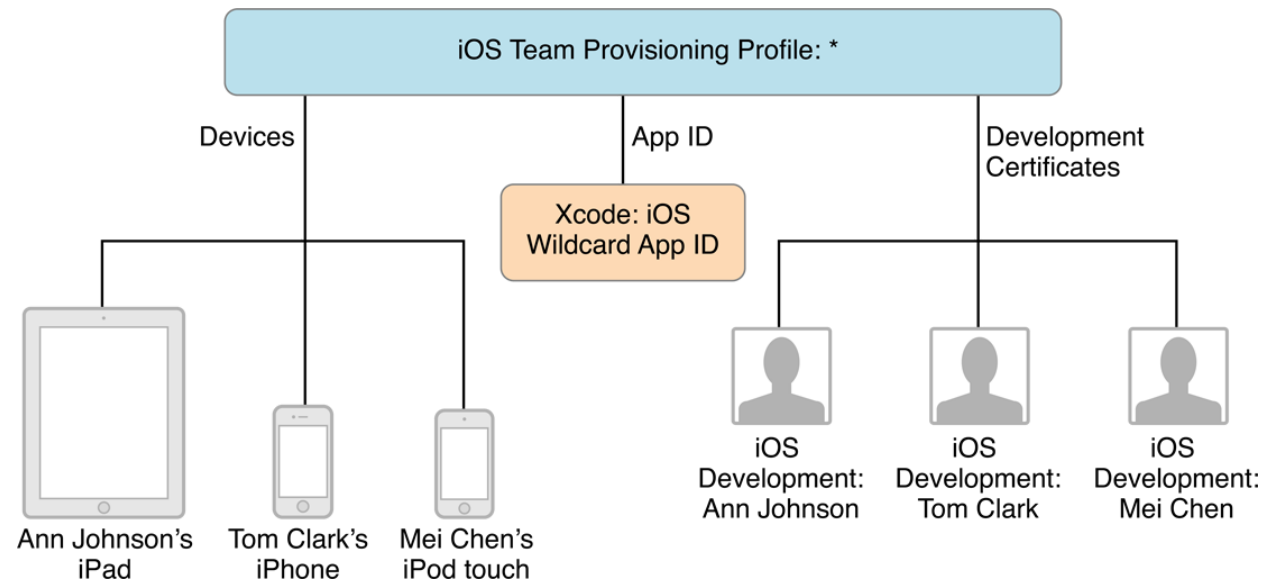 iOS Team Provisioning Profile: *
Devices
App ID
Development
Certificates
Xcode: iOS
Wildcard App ID
Ann Johnson’s
iPad
Tom Clark’s
iPhone
Mei Chen’s
iPod touch
iOS
Development:
Ann Johnson
iOS
Development:
Tom Clark
iOS
Development:
Mei Chen